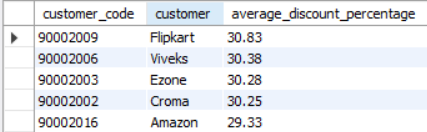 customer_code customer average_discount_percentage
90002009 Flipkart 30.83
90002006 Viveks 30.38
90002003 Ezone 30.28
90002002 Croma 30.25
90002016 Amazon 29.33